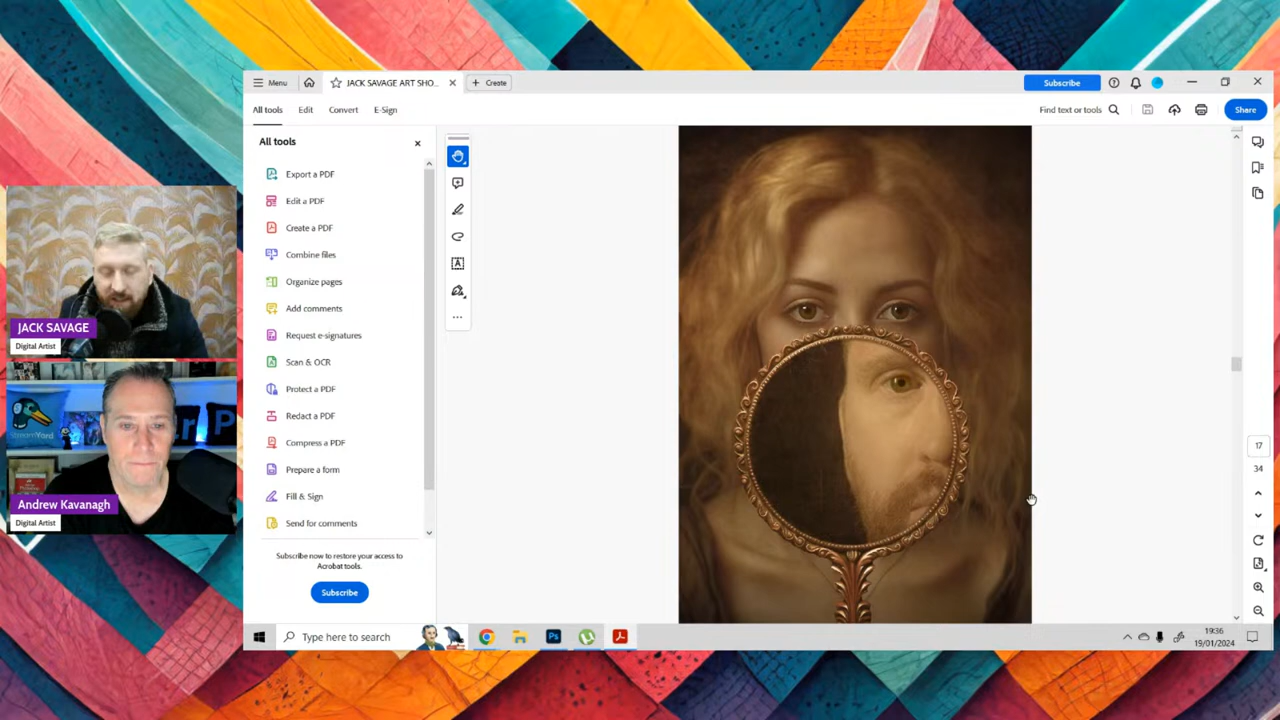 Menu
JACK SAVAGE ART SHO...
Create
Subscribe
All tools
Edit
Convert
E-Sign
Find text or tools
Share
All tools
Export a PDF
Edit a PDF
Create a PDF
Combine files
Organize pages
Add comments
Request e-signatures
Scan & OCR
Protect a PDF
Redact a PDF
Compress a PDF
Prepare a form
Fill & Sign
Send for comments
Subscribe now to restore your access to
Acrobat tools.
Subscribe
17
34
JACK SAVAGE
Digital Artist
StreamYard
Pr
P
Andrew Kavanagh
Digital Artist
Type here to search
Ps
19:36
19/01/2024